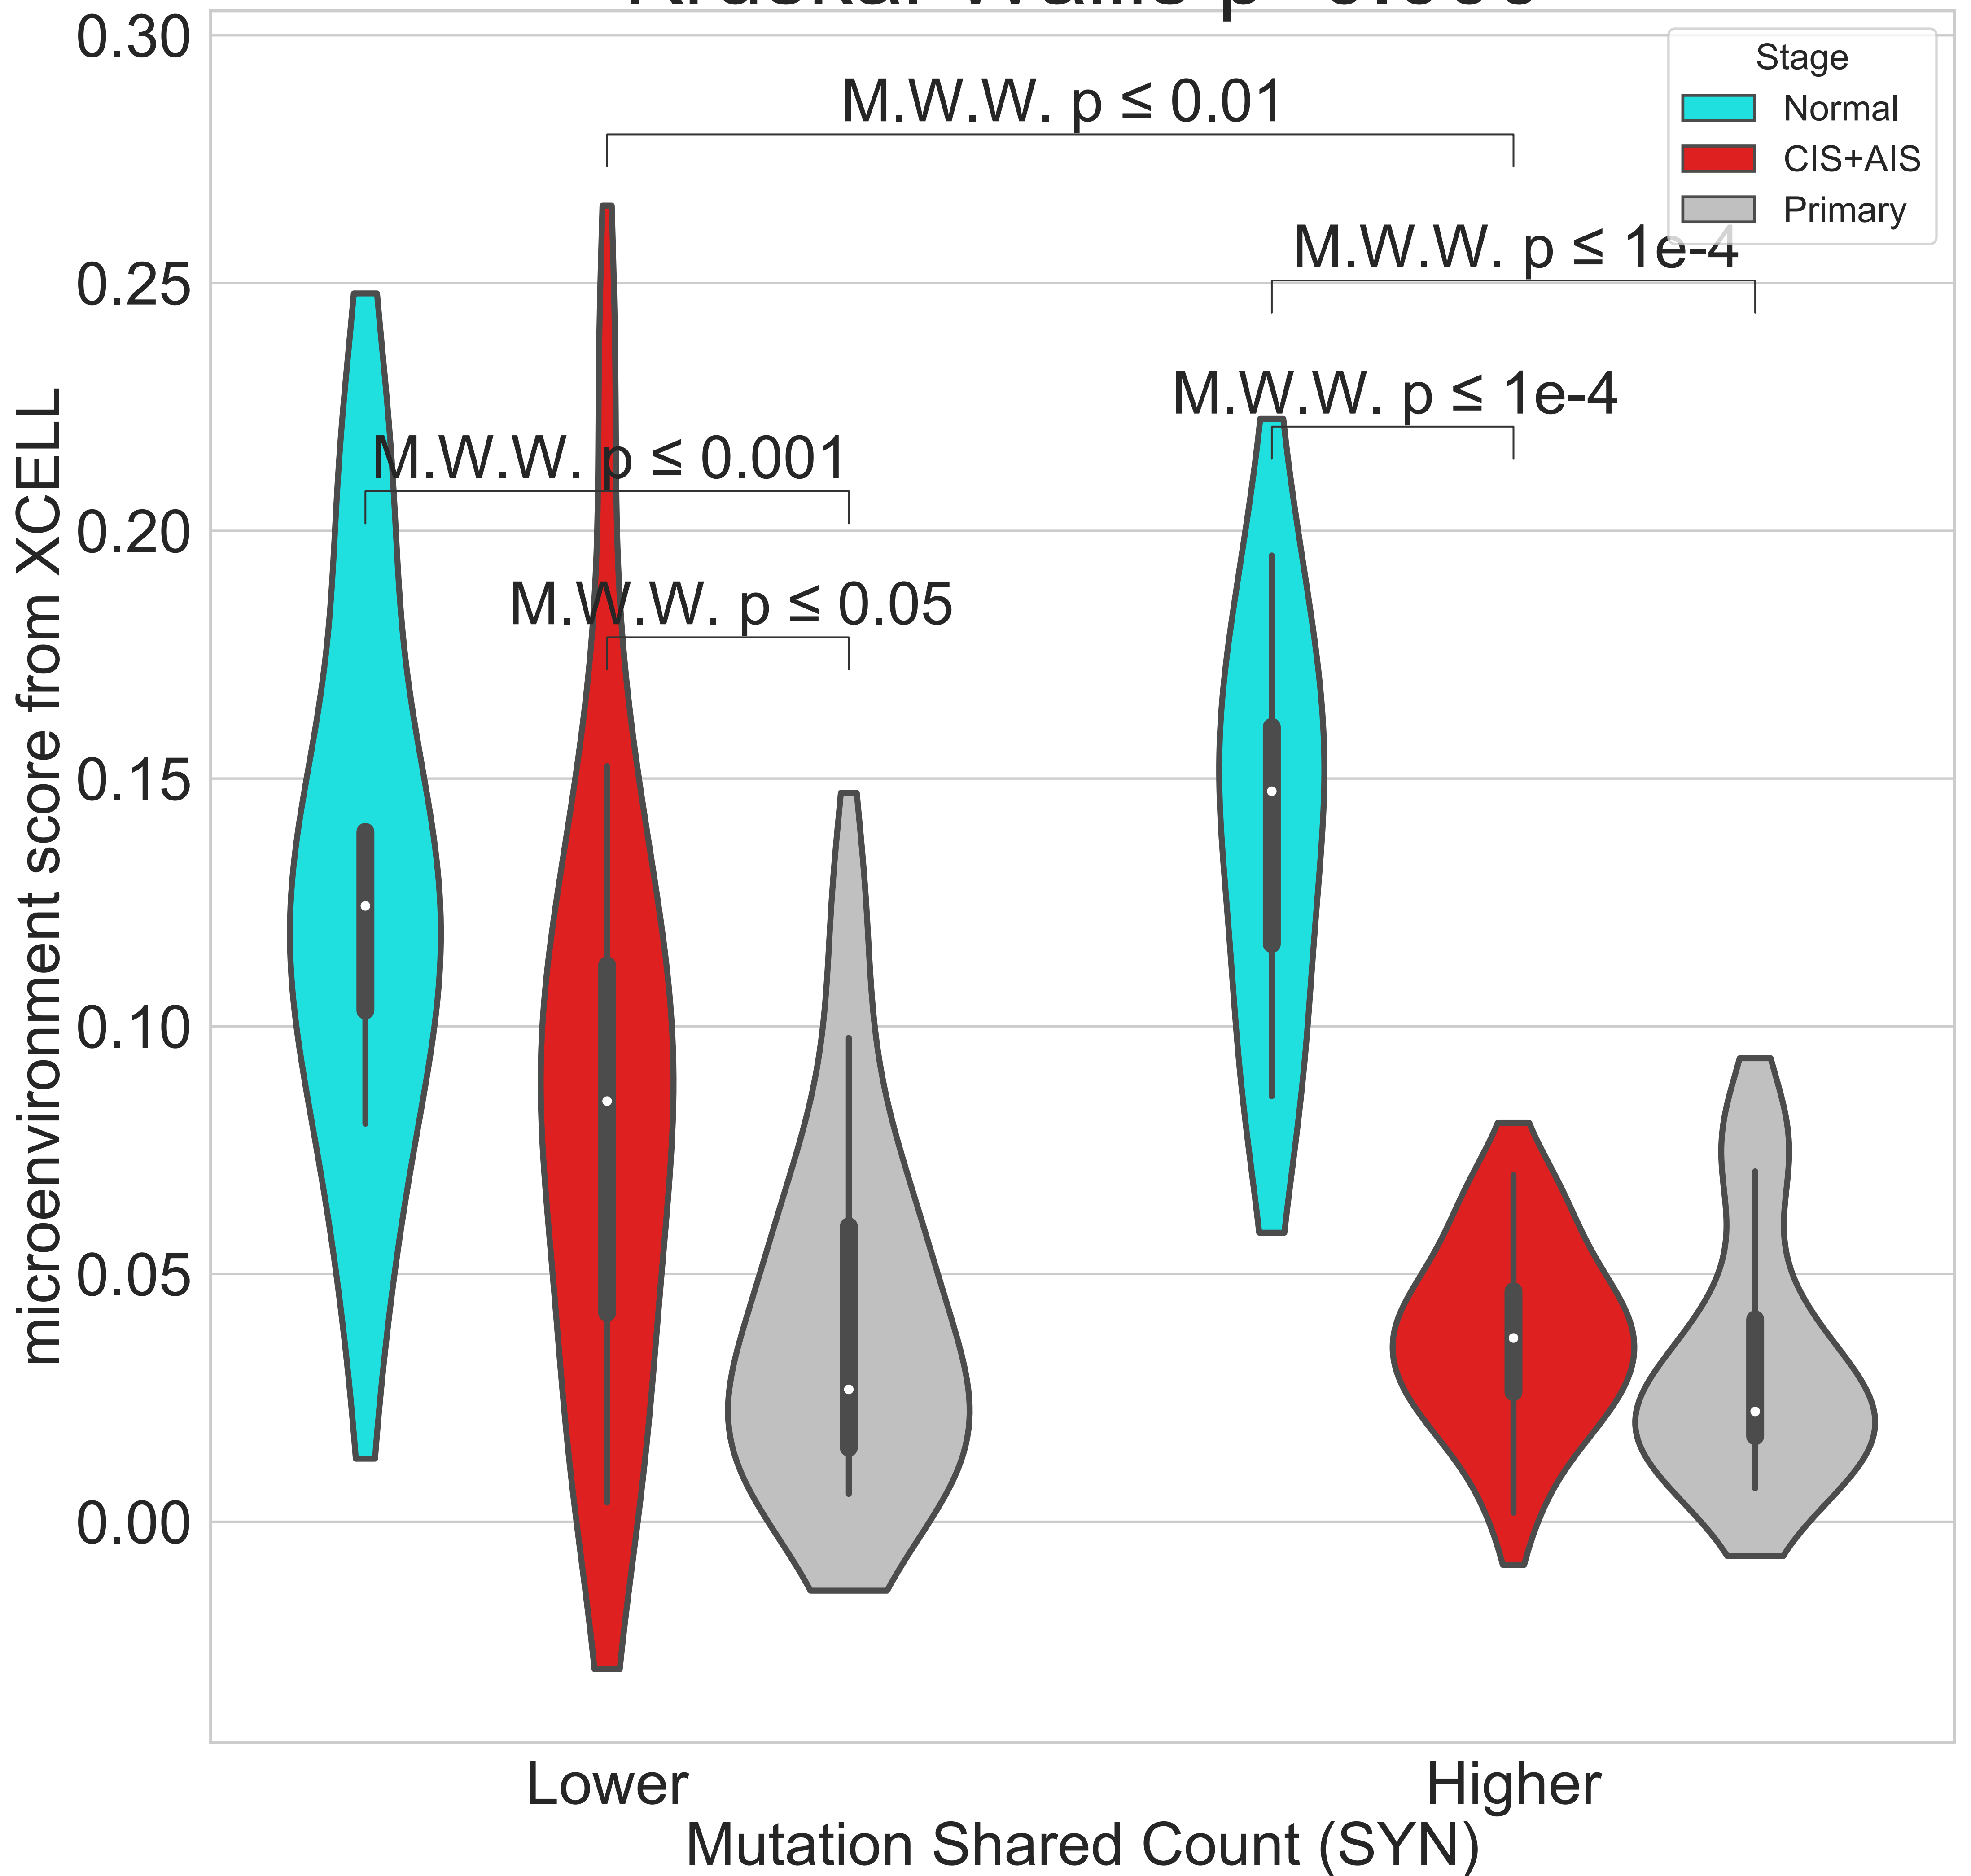 0.30
0.25
0.20
0.15
0.10
0.05
0.00
microenvironment score from XCELL
M.W.W. p ≤ 0.01
M.W.W. p ≤ 1e-4
M.W.W. p ≤ 1e-4
M.W.W. p ≤ 0.001
M.W.W. p ≤ 0.05
Stage
Normal
CIS+AIS
Primary
Lower
Higher
Mutation Shared Count (SYN)